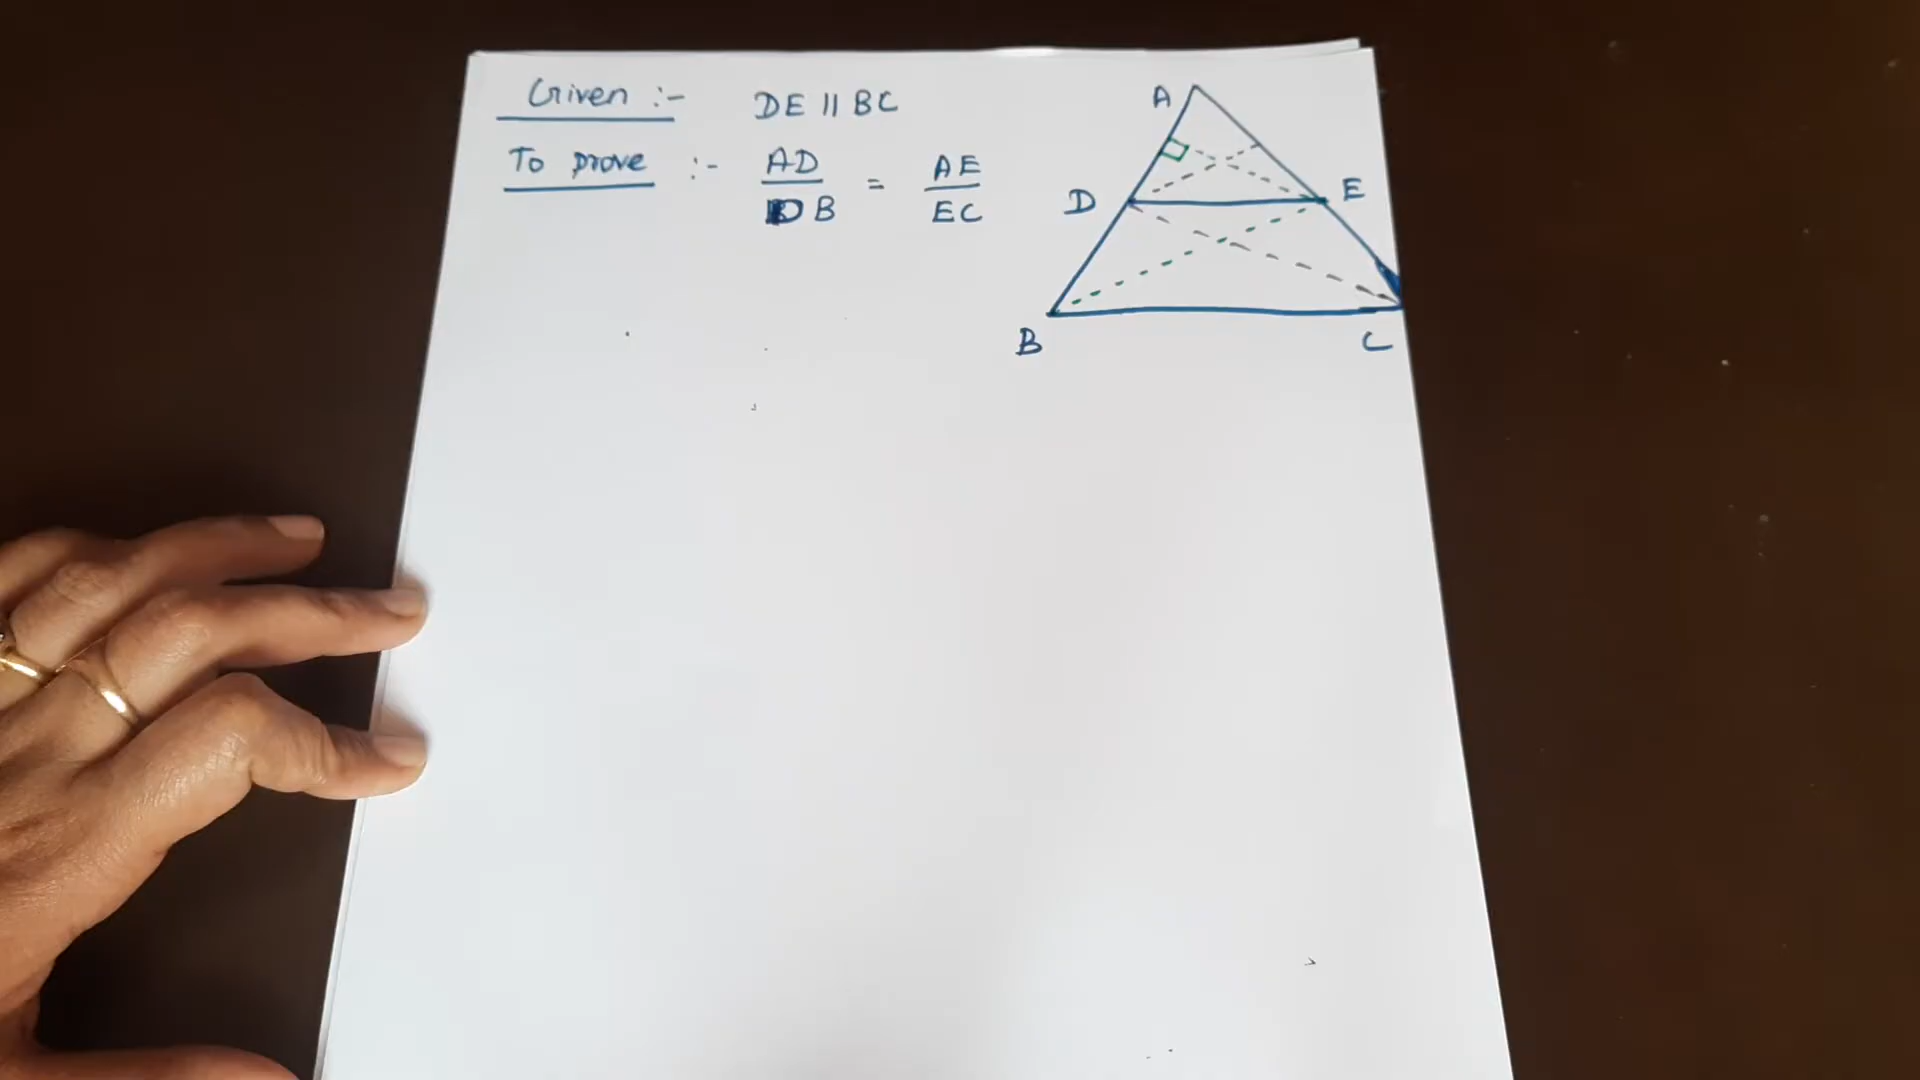 Given :- DE || BC
To prove :- AD/DB = AE/EC
A
D E
B C